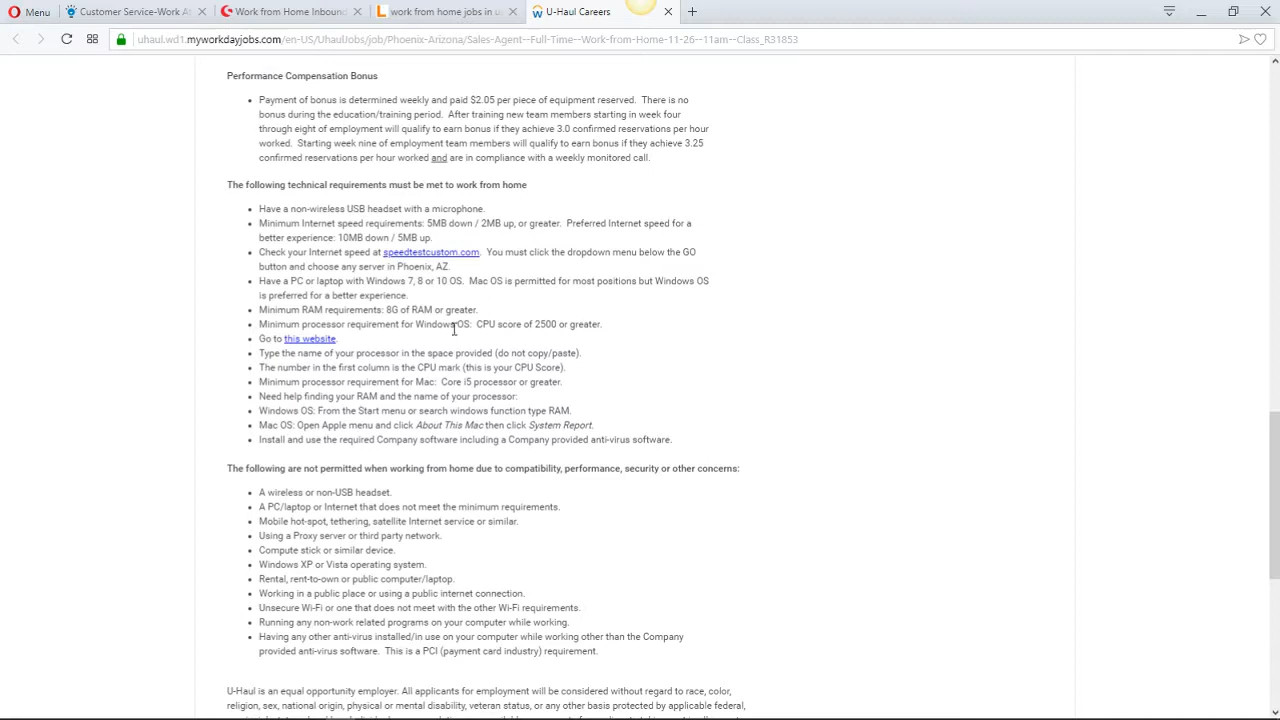 Menu
Customer Service-Work A
Work from Home Inbound
work from home jobs in u
U-Haul Careers
uhaul.wd1.myworkdayjobs.com/en-US/UhaulJobs/job/Phoenix-Arizona/Sales-Agent--Full-Time--Work-from-Home-11-26--11am--Class_R31853
Performance Compensation Bonus
• Payment of bonus is determined weekly and paid $2.05 per piece of equipment reserved. There is no
bonus during the education/training period. After training new team members starting in week four
through eight of employment will qualify to earn bonus if they achieve 3.0 confirmed reservations per hour
worked. Starting week nine of employment team members will qualify to earn bonus if they achieve 3.25
confirmed reservations per hour worked and are in compliance with a weekly monitored call.
The following technical requirements must be met to work from home
• Have a non-wireless USB headset with a microphone.
• Minimum Internet speed requirements: 5MB down / 2MB up, or greater. Preferred Internet speed for a
better experience: 10MB down / 5MB up.
• Check your Internet speed at speedtestcustom.com. You must click the dropdown menu below the GO
button and choose any server in Phoenix, AZ.
• Have a PC or laptop with Windows 7, 8 or 10 OS. Mac OS is permitted for most positions but Windows OS
is preferred for a better experience.
• Minimum RAM requirements: 8G of RAM or greater.
• Minimum processor requirement for Windows OS: CPU score of 2500 or greater.
• Go to this website.
• Type the name of your processor in the space provided (do not copy/paste).
• The number in the first column is the CPU mark (this is your CPU Score).
• Minimum processor requirement for Mac: Core i5 processor or greater.
• Need help finding your RAM and the name of your processor:
• Windows OS: From the Start menu or search windows function type RAM.
• Mac OS: Open Apple menu and click About This Mac then click System Report.
• Install and use the required Company software including a Company provided anti-virus software.
The following are not permitted when working from home due to compatibility, performance, security or other concerns:
• A wireless or non-USB headset.
• A PC/laptop or Internet that does not meet the minimum requirements.
• Mobile hot-spot, tethering, satellite Internet service or similar.
• Using a Proxy server or third party network.
• Compute stick or similar device.
• Windows XP or Vista operating system.
• Rental, rent-to-own or public computer/laptop.
• Working in a public place or using a public internet connection.
• Unsecure Wi-Fi or one that does not meet with the other Wi-Fi requirements.
• Running any non-work related programs on your computer while working.
• Having any other anti-virus installed/in use on your computer while working other than the Company
provided anti-virus software. This is a PCI (payment card industry) requirement.
U-Haul is an equal opportunity employer. All applicants for employment will be considered without regard to race, color,
religion, sex, national origin, physical or mental disability, veteran status, or any other basis protected by applicable federal,